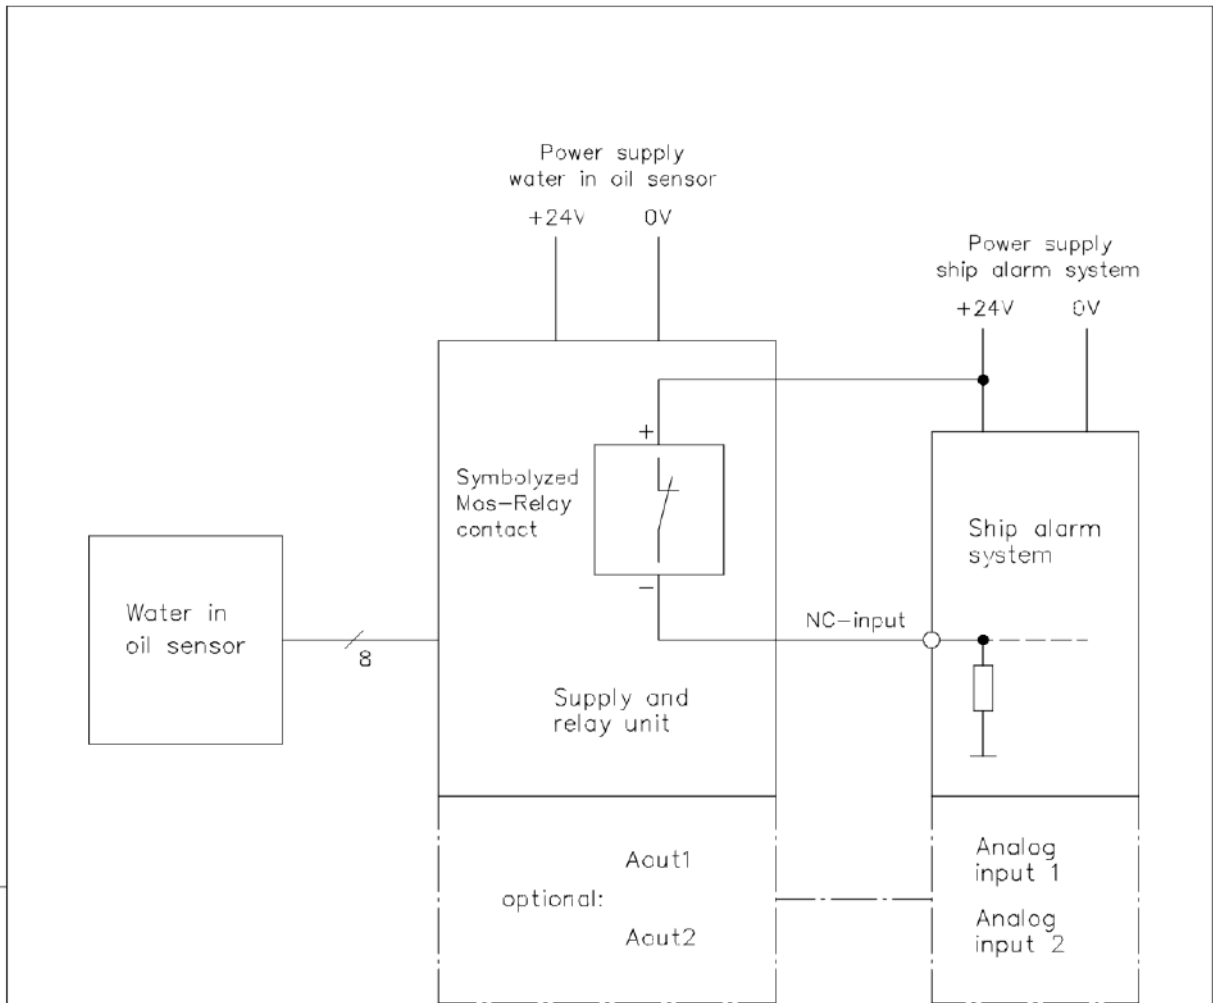 Power supply
water in oil sensor
+24V 0V
Power supply
ship alarm system
+24V 0V
+
Symbolyzed
Mos-Relay
contact
Ship alarm
system
−
Water in
oil sensor
8
NC-input
Supply and
relay unit
Aout1
optional:
Aout2
Analog
input 1
Analog
input 2